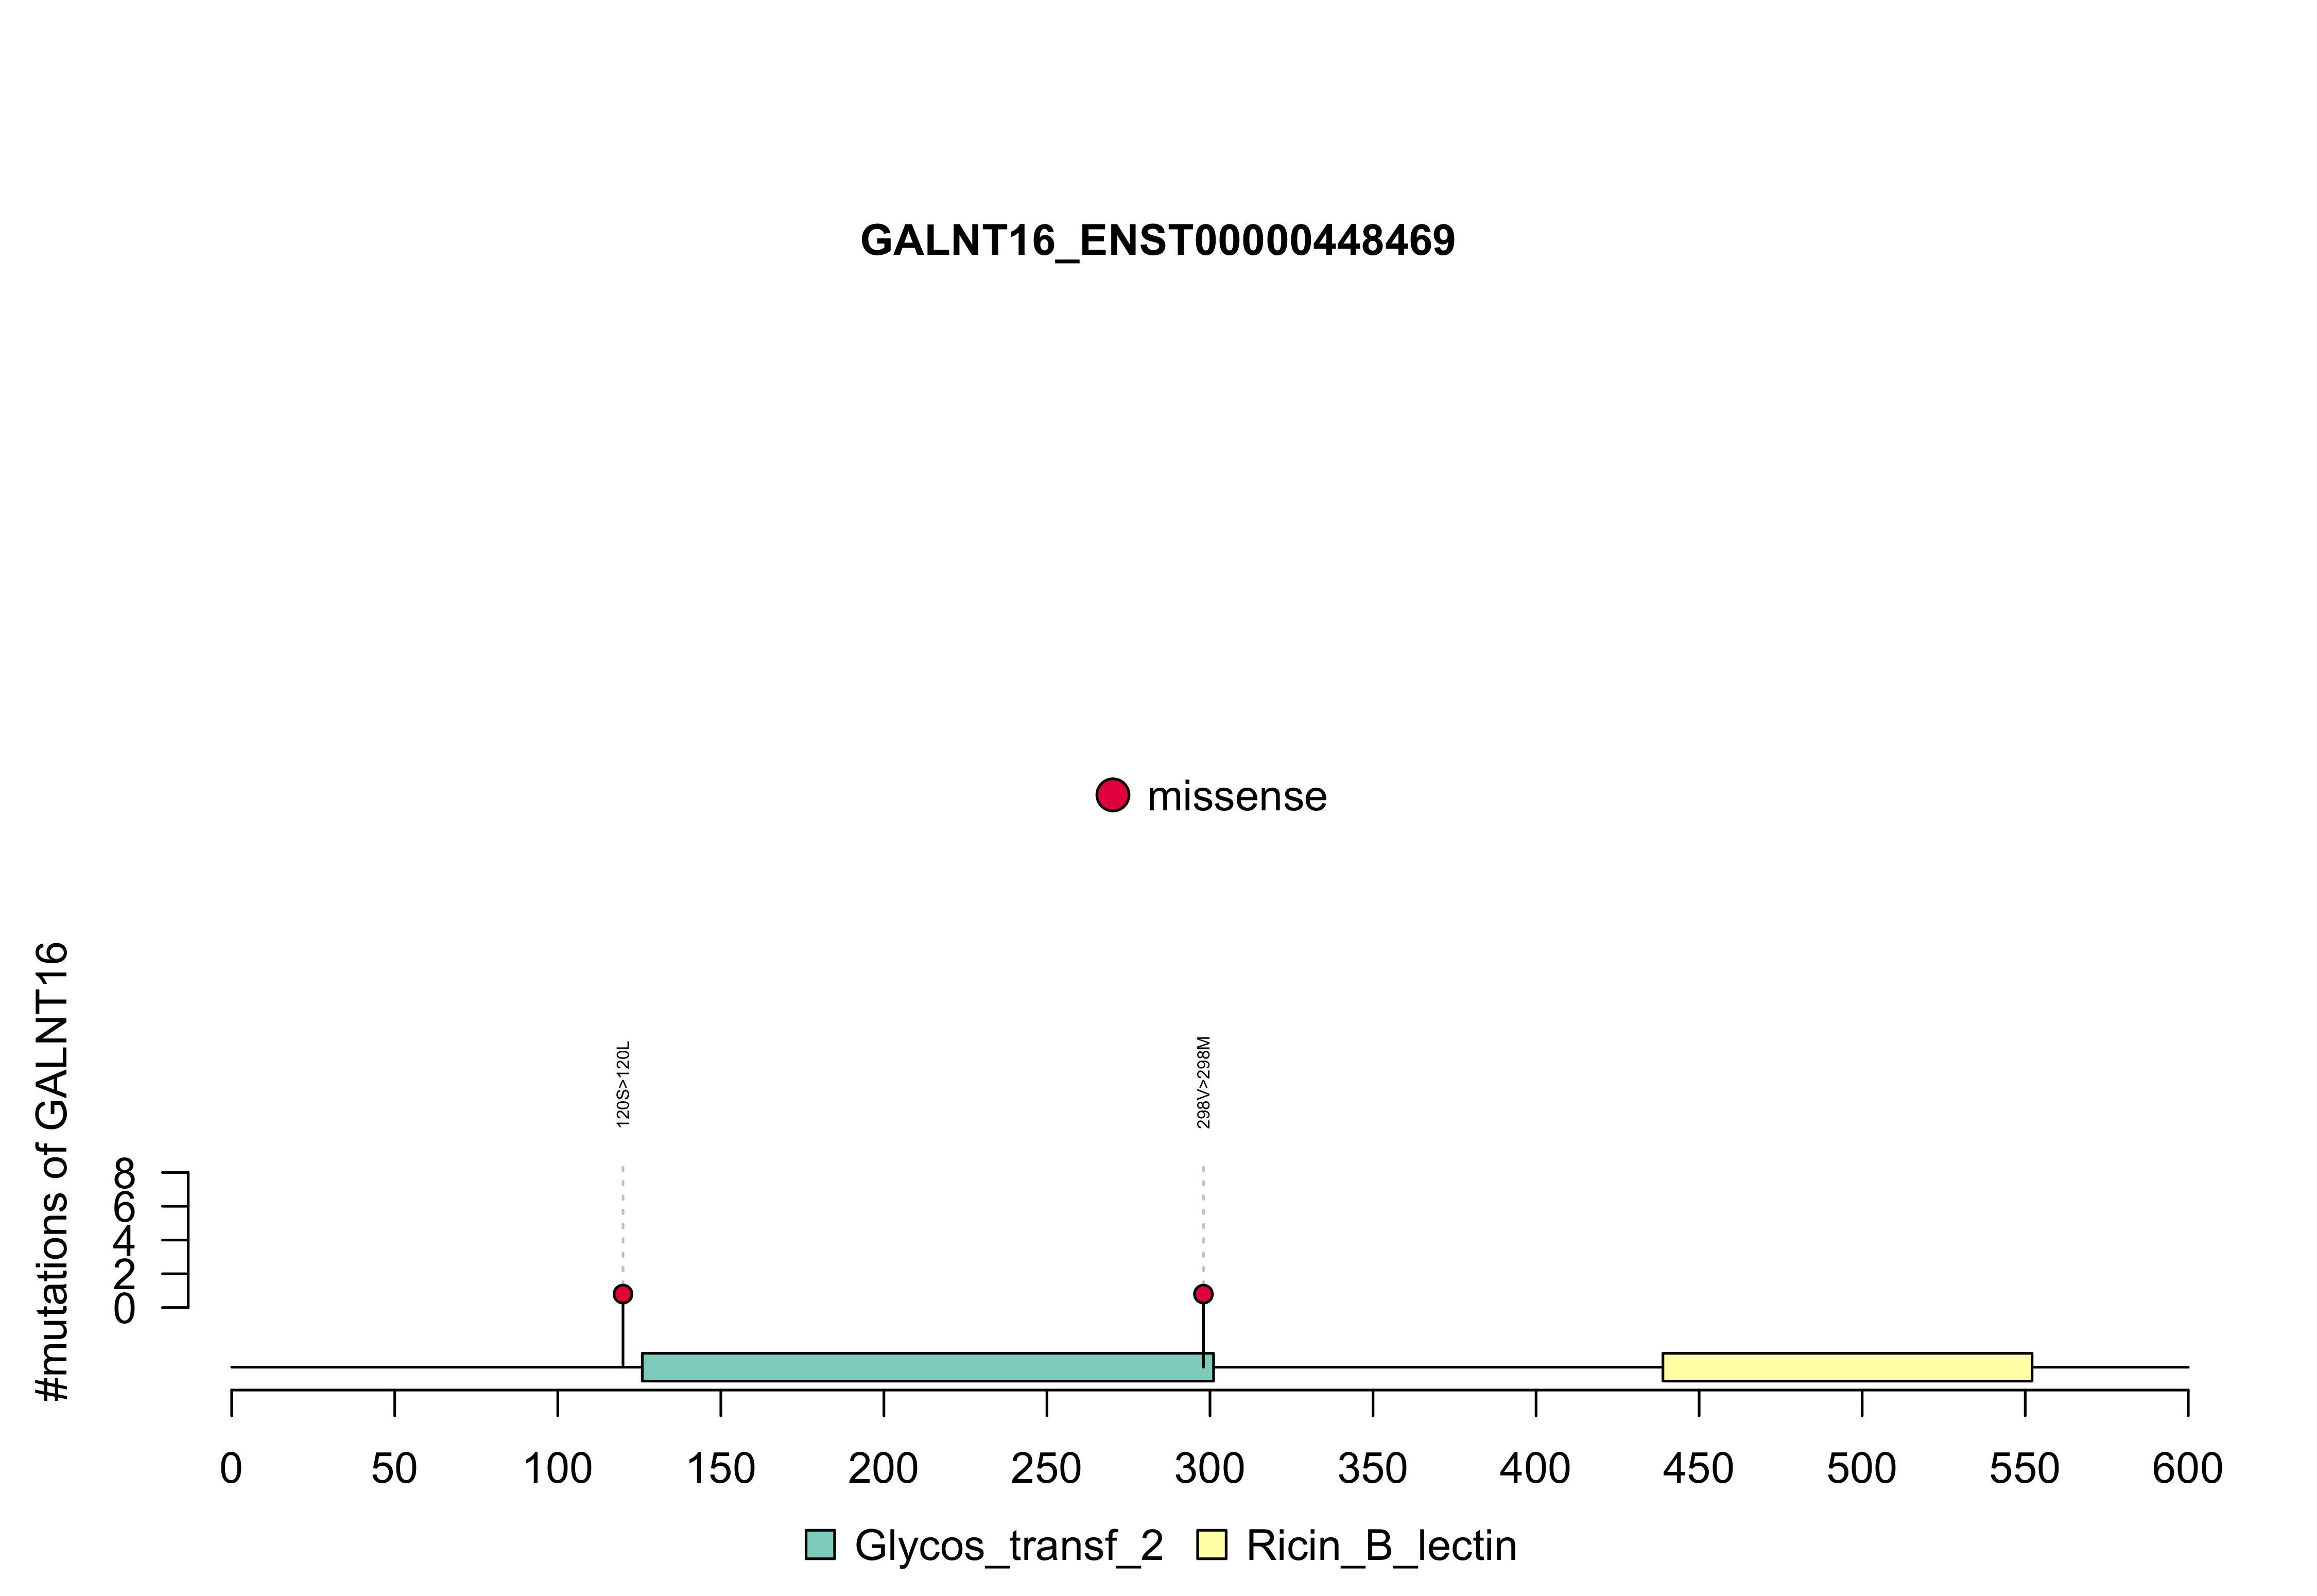 GALNT16_ENST00000448469
missense
#mutations of GALNT16
120S>120L
298V>298M
8
6
4
2
0
0 50 100 150 200 250 300 350 400 450 500 550 600
Glycos_transf_2 Ricin_B_lectin